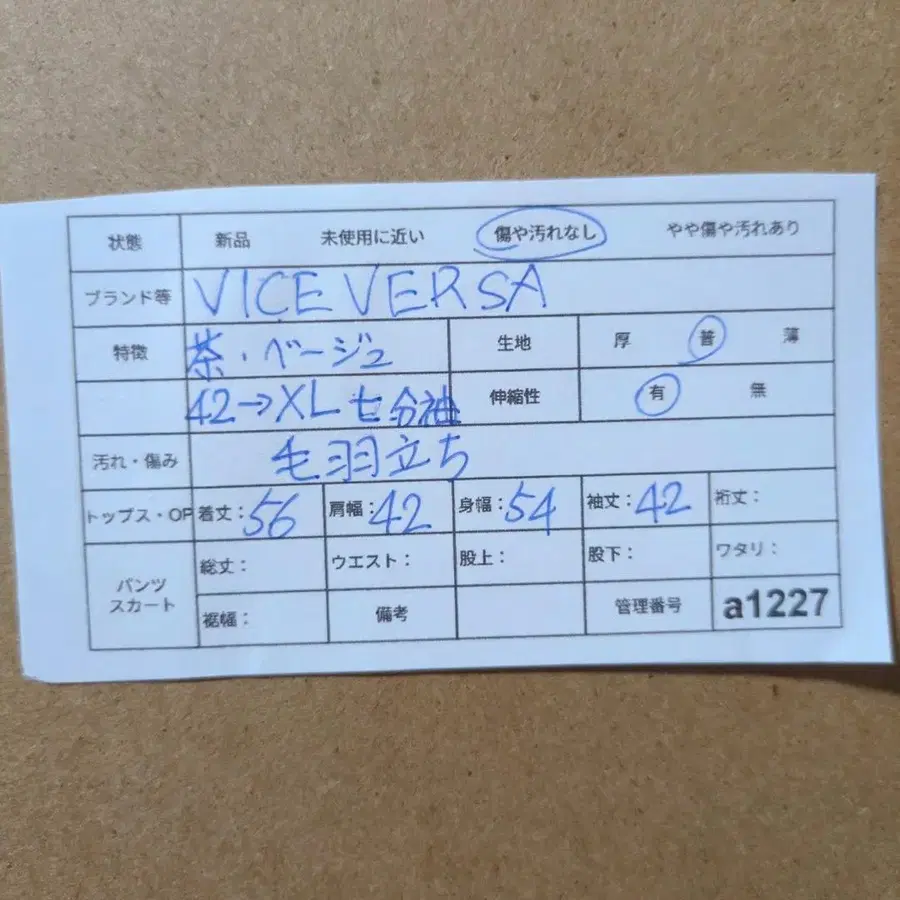 状態 新品 未使用に近い 傷や汚れなし やや傷や汚れあり
ブランド等 VICE VERSA
特徴 茶・ベージュ 生地 厚 普 薄
42→XL 七分袖 伸縮性 有 無
汚れ・傷み 毛羽立ち
トップス・OP 着丈:56 肩幅:42 身幅:54 袖丈:42 裄丈:
パンツ
スカート
総丈: ウエスト: 股上: 股下: ワタリ:
裾幅: 備考 管理番号 a1227